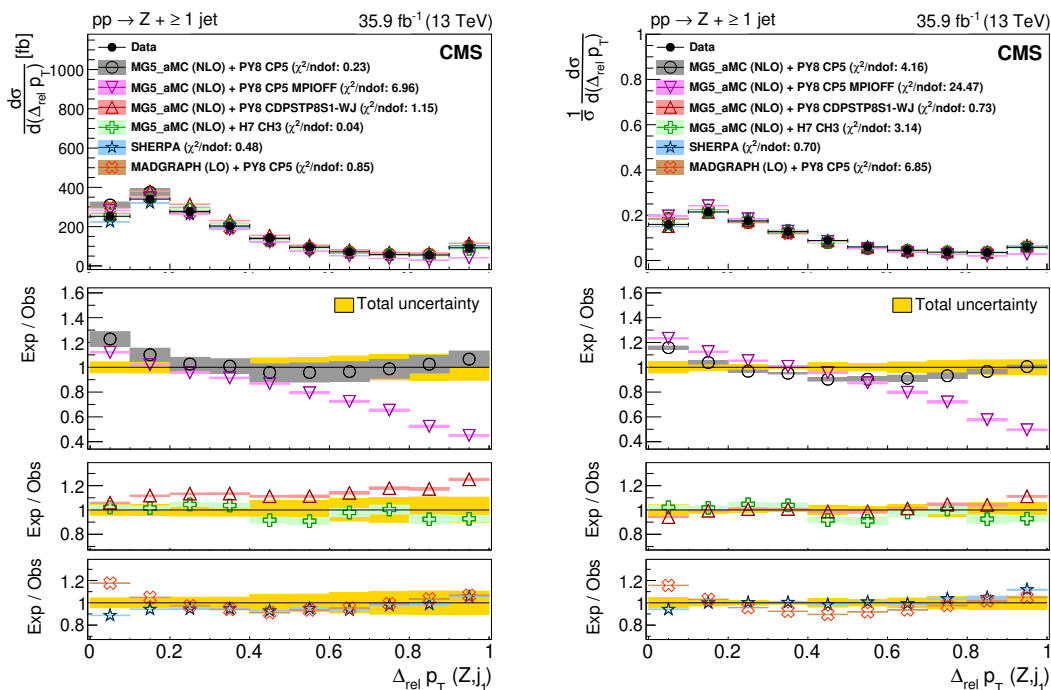 pp → Z + ≥ 1 jet 35.9 fb⁻¹ (13 TeV)
CMS
dσ / d(Δ_rel p_T) [fb]
Data
MG5_aMC (NLO) + PY8 CP5 (χ²/ndof: 0.23)
MG5_aMC (NLO) + PY8 CP5 MPIOFF (χ²/ndof: 6.96)
MG5_aMC (NLO) + PY8 CDPSTP8S1-WJ (χ²/ndof: 1.15)
MG5_aMC (NLO) + H7 CH3 (χ²/ndof: 0.04)
SHERPA (χ²/ndof: 0.48)
MADGRAPH (LO) + PY8 CP5 (χ²/ndof: 0.85)
1000
800
600
400
200
0
Exp / Obs
Total uncertainty
1.6
1.4
1.2
1
0.8
0.6
0.4
Exp / Obs
1.2
1
0.8
Exp / Obs
1.2
1
0.8
0 0.2 0.4 0.6 0.8 1
Δ_rel p_T (Z,j₁)
pp → Z + ≥ 1 jet 35.9 fb⁻¹ (13 TeV)
CMS
1/σ dσ / d(Δ_rel p_T)
Data
MG5_aMC (NLO) + PY8 CP5 (χ²/ndof: 4.16)
MG5_aMC (NLO) + PY8 CP5 MPIOFF (χ²/ndof: 24.47)
MG5_aMC (NLO) + PY8 CDPSTP8S1-WJ (χ²/ndof: 0.73)
MG5_aMC (NLO) + H7 CH3 (χ²/ndof: 3.14)
SHERPA (χ²/ndof: 0.70)
MADGRAPH (LO) + PY8 CP5 (χ²/ndof: 6.85)
1
0.8
0.6
0.4
0.2
0
Exp / Obs
Total uncertainty
1.6
1.4
1.2
1
0.8
0.6
0.4
Exp / Obs
1.2
1
0.8
Exp / Obs
1.2
1
0.8
0 0.2 0.4 0.6 0.8 1
Δ_rel p_T (Z,j₁)